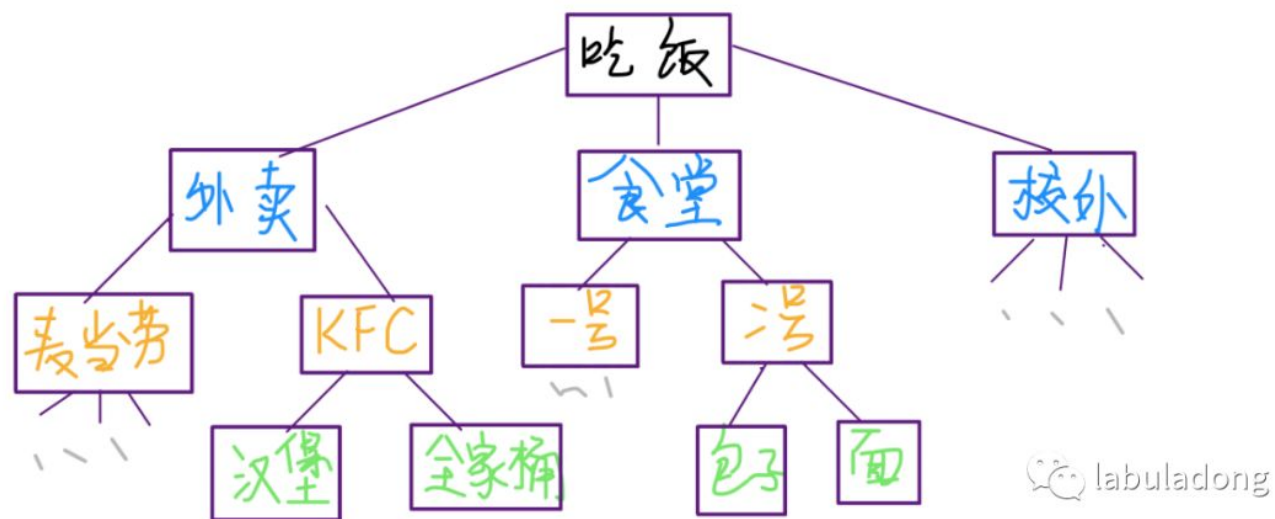 吃饭
外卖
食堂
校外
麦当劳
KFC
一号
二号
汉堡
全家桶
包子
面
labuladong